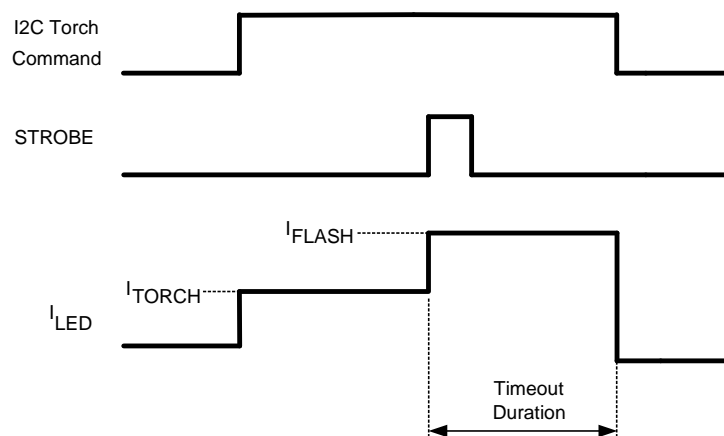 I2C Torch
Command
STROBE
IFLASH
ITORCH
ILED
Timeout
Duration